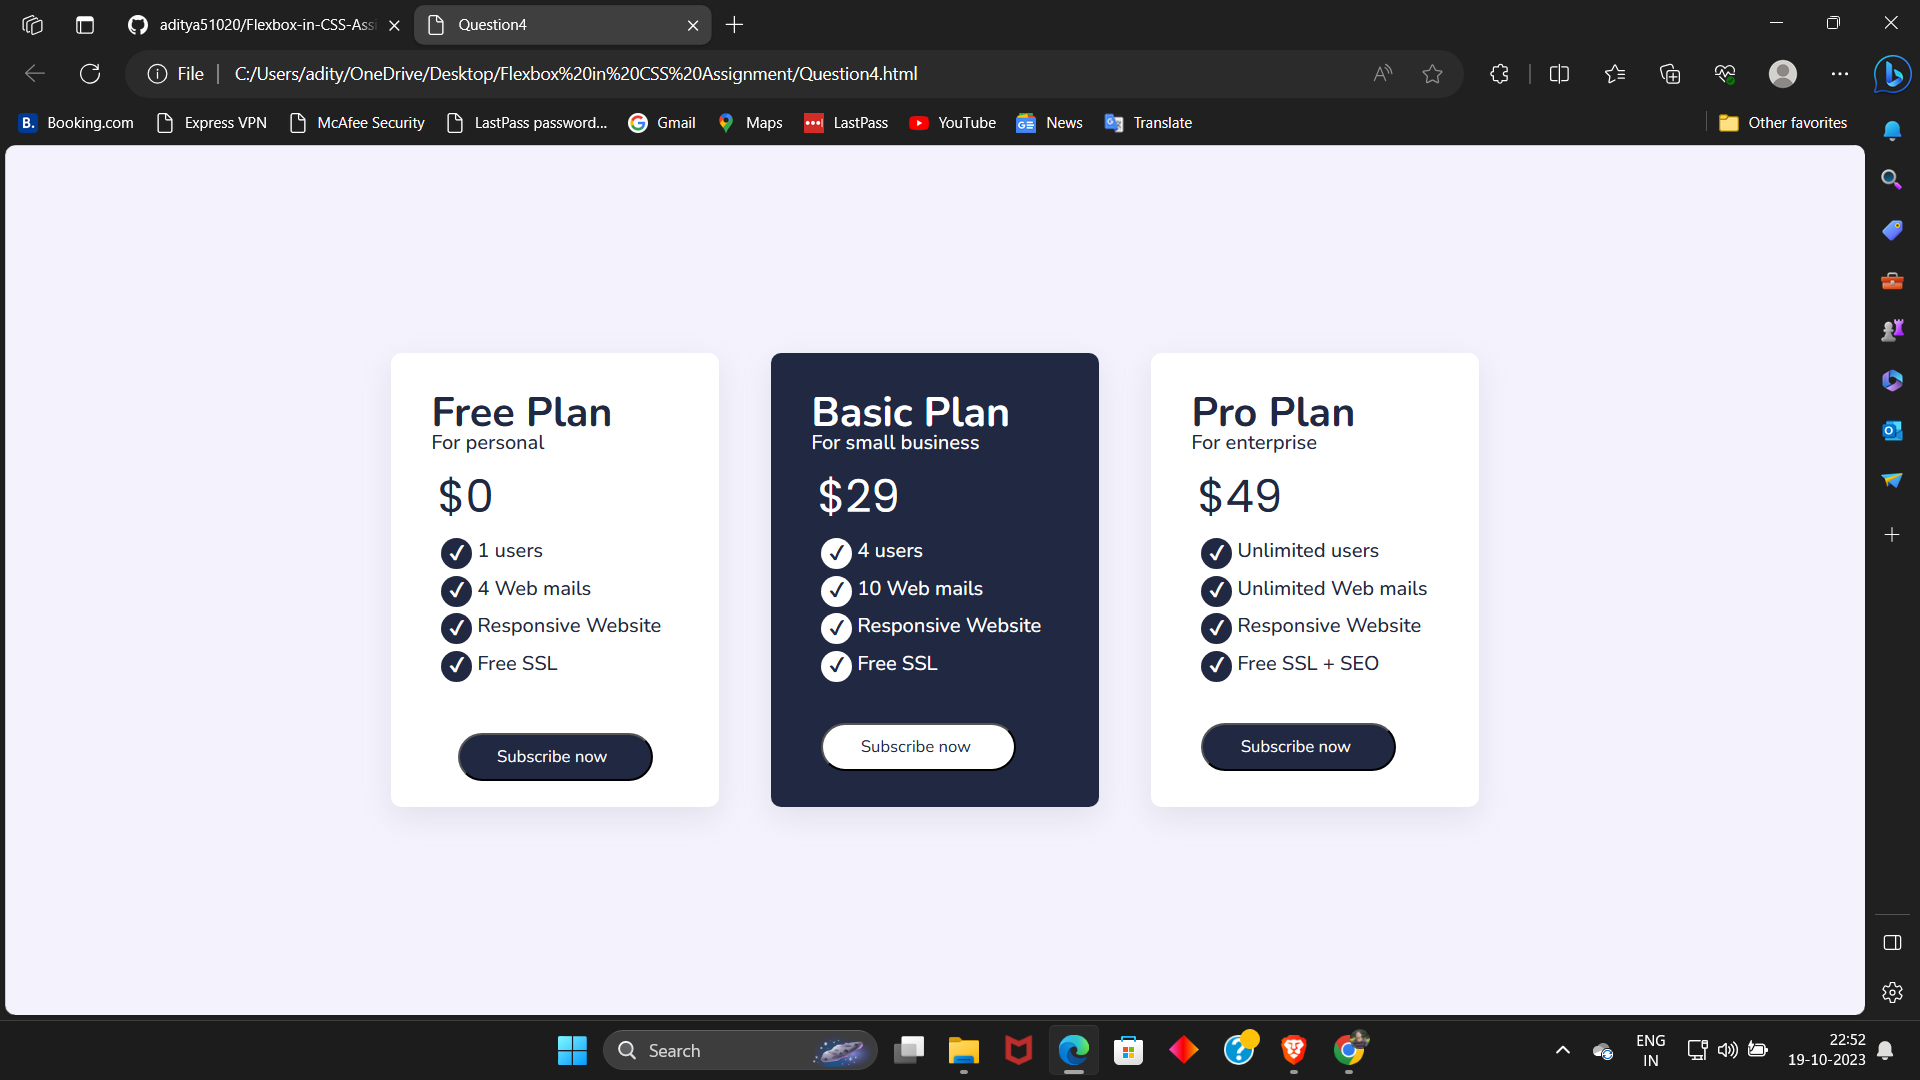 aditya51020/Flexbox-in-CSS-Ass
Question4
File
C:/Users/adity/OneDrive/Desktop/Flexbox%20in%20CSS%20Assignment/Question4.html
B. Booking.com
Express VPN
McAfee Security
LastPass password...
Gmail
Maps
LastPass
YouTube
News
Translate
Other favorites
Free Plan
For personal
$0
1 users
4 Web mails
Responsive Website
Free SSL
Subscribe now
Basic Plan
For small business
$29
4 users
10 Web mails
Responsive Website
Free SSL
Subscribe now
Pro Plan
For enterprise
$49
Unlimited users
Unlimited Web mails
Responsive Website
Free SSL + SEO
Subscribe now
Search
ENG
IN
22:52
19-10-2023